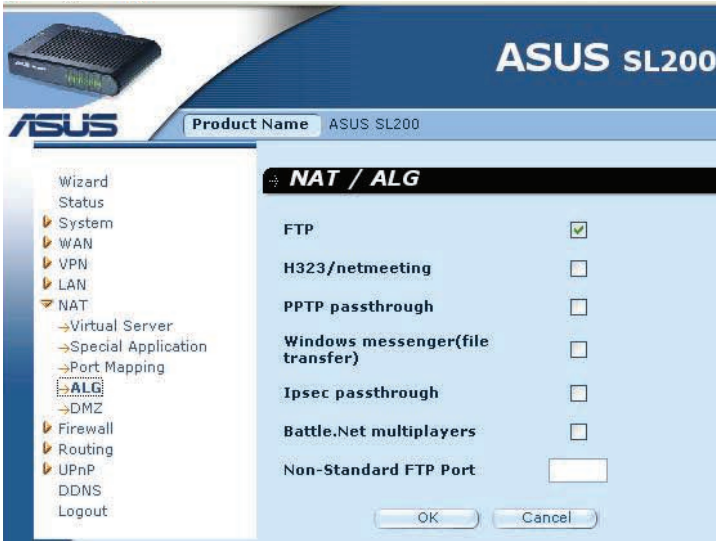 ASUS SL200
ASUS
Product Name ASUS SL200
Wizard
Status
System
WAN
VPN
LAN
NAT
→Virtual Server
→Special Application
→Port Mapping
→ALG
→DMZ
Firewall
Routing
UPnP
DDNS
Logout
NAT / ALG
FTP
H323/netmeeting
PPTP passthrough
Windows messenger(file
transfer)
Ipsec passthrough
Battle.Net multiplayers
Non-Standard FTP Port
OK Cancel